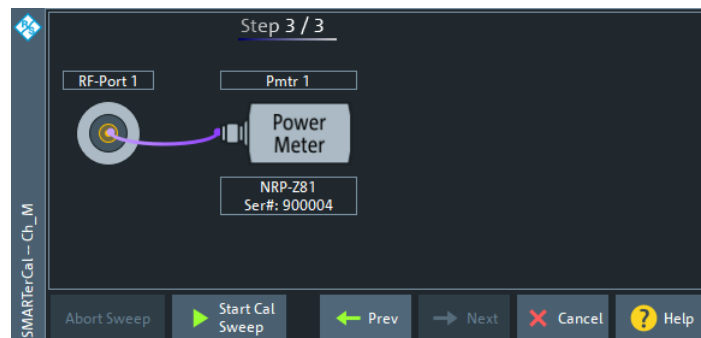 Step 3 / 3
RF-Port 1
Pmtr 1
Power
Meter
NRP-Z81
Ser#: 900004
SMARTerCal – Ch_M
Abort Sweep
Start Cal
Sweep
Prev
Next
Cancel
? Help